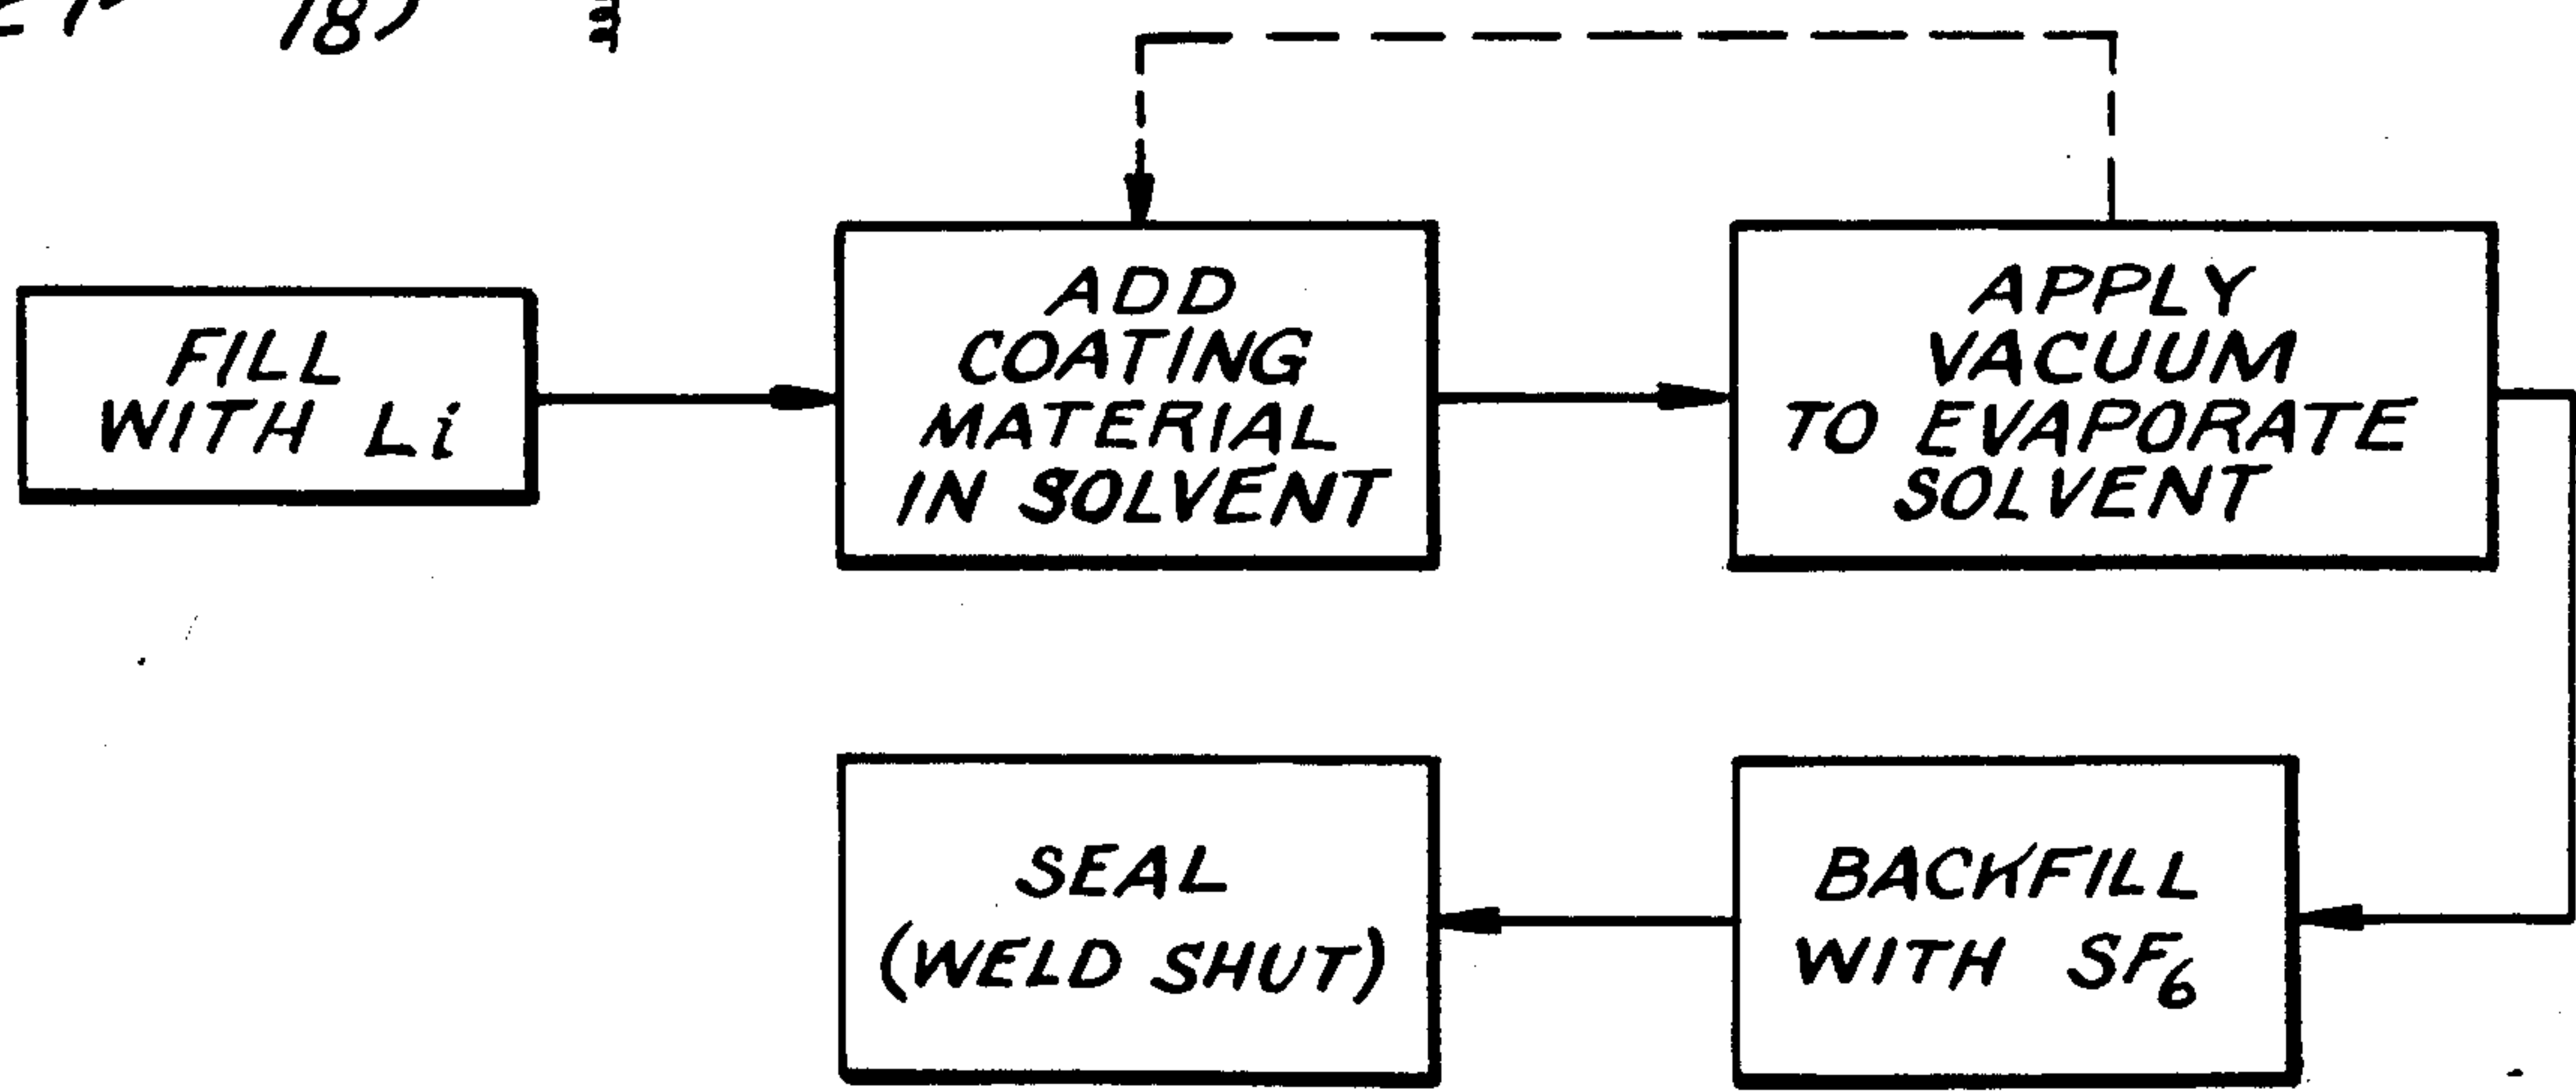 18)
FILL
WITH Li
ADD
COATING
MATERIAL
IN SOLVENT
APPLY
VACUUM
TO EVAPORATE
SOLVENT
SEAL
(WELD SHUT)
BACKFILL
WITH SF₆